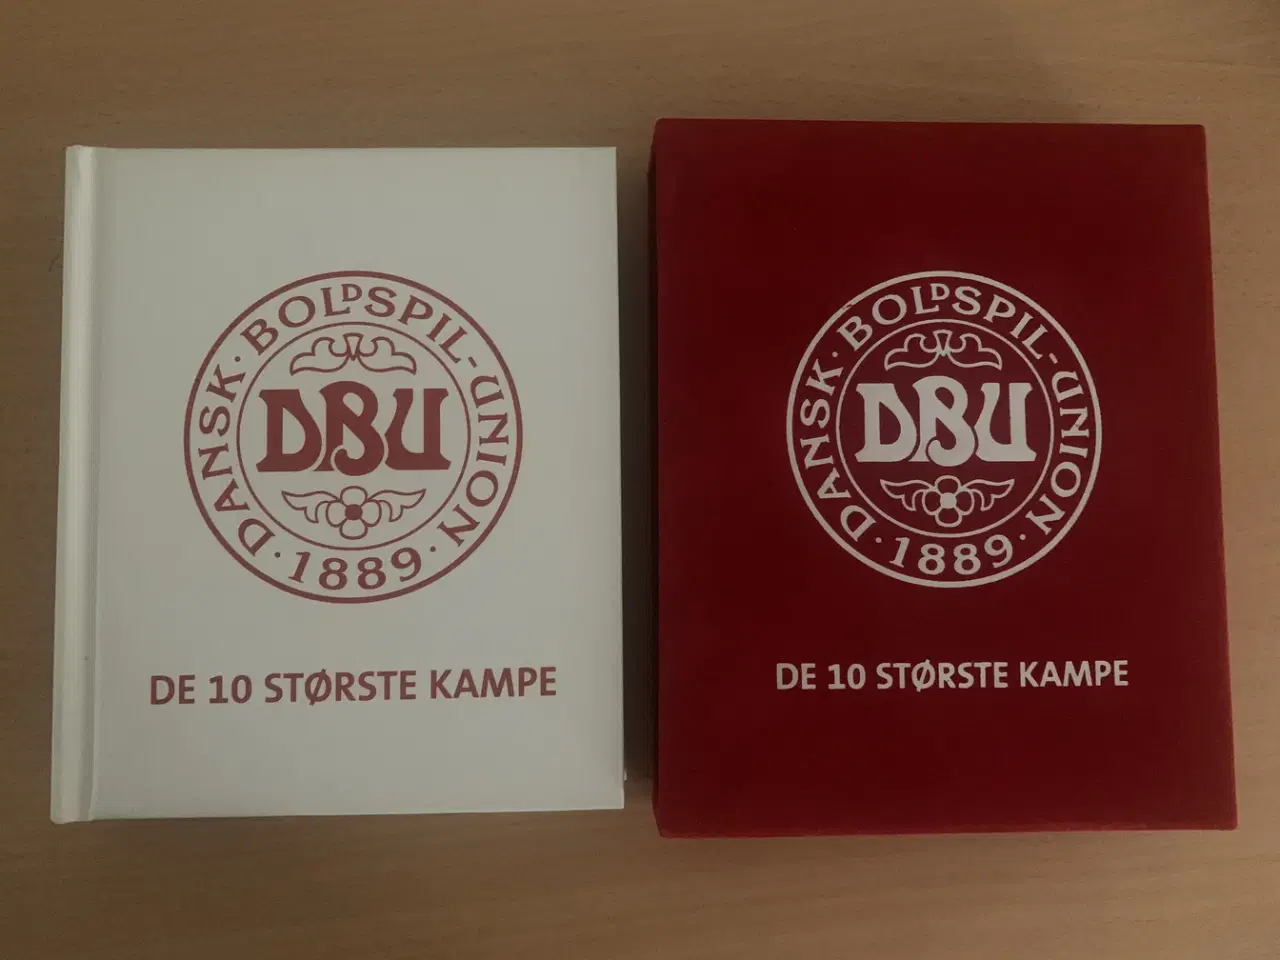 DANSK · BOLDSPIL-UNION · 1889 ·
DBU
DE 10 STØRSTE KAMPE
DANSK · BOLDSPIL-UNION · 1889 ·
DBU
DE 10 STØRSTE KAMPE